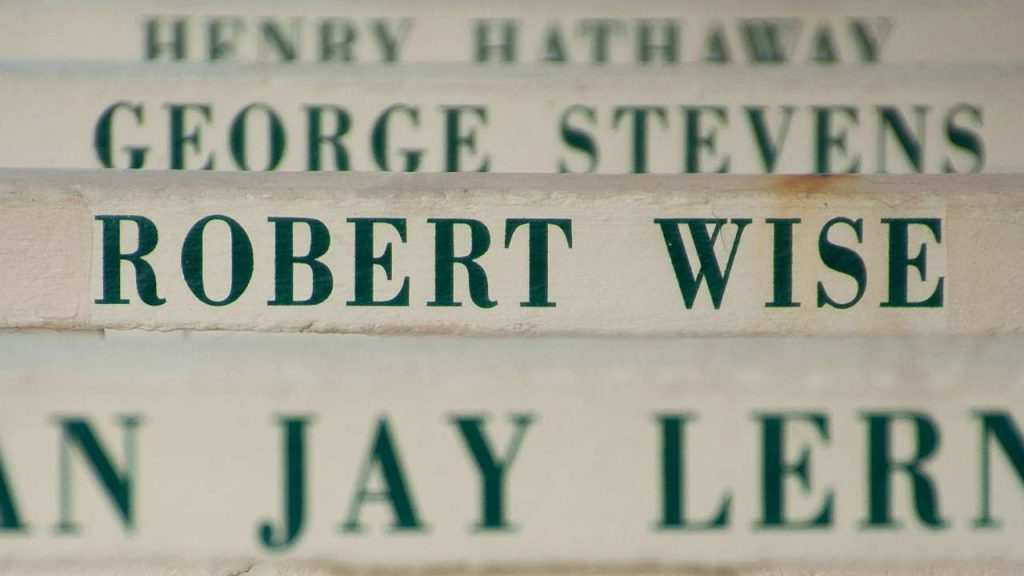 HENRY HATHAWAY
GEORGE STEVENS
ROBERT WISE
AN JAY LERN